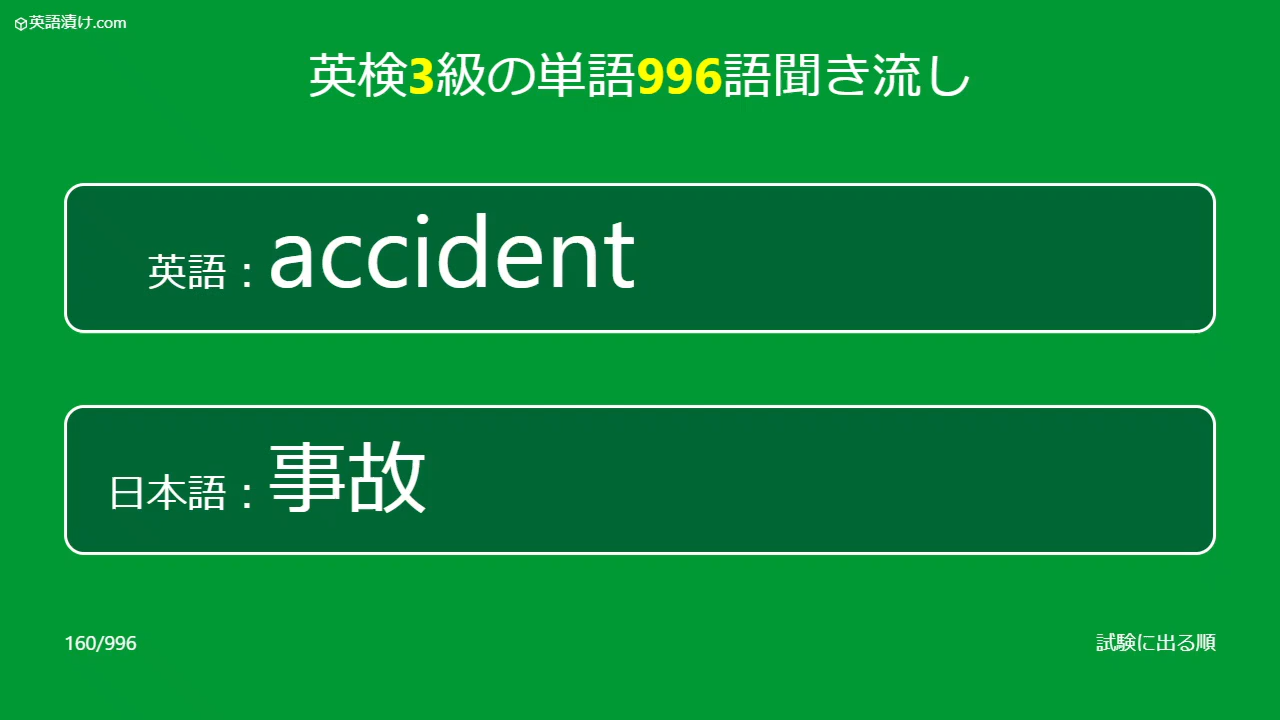 英語漬け.com
英検3級の単語996語聞き流し
英語：accident
日本語：事故
160/996
試験に出る順